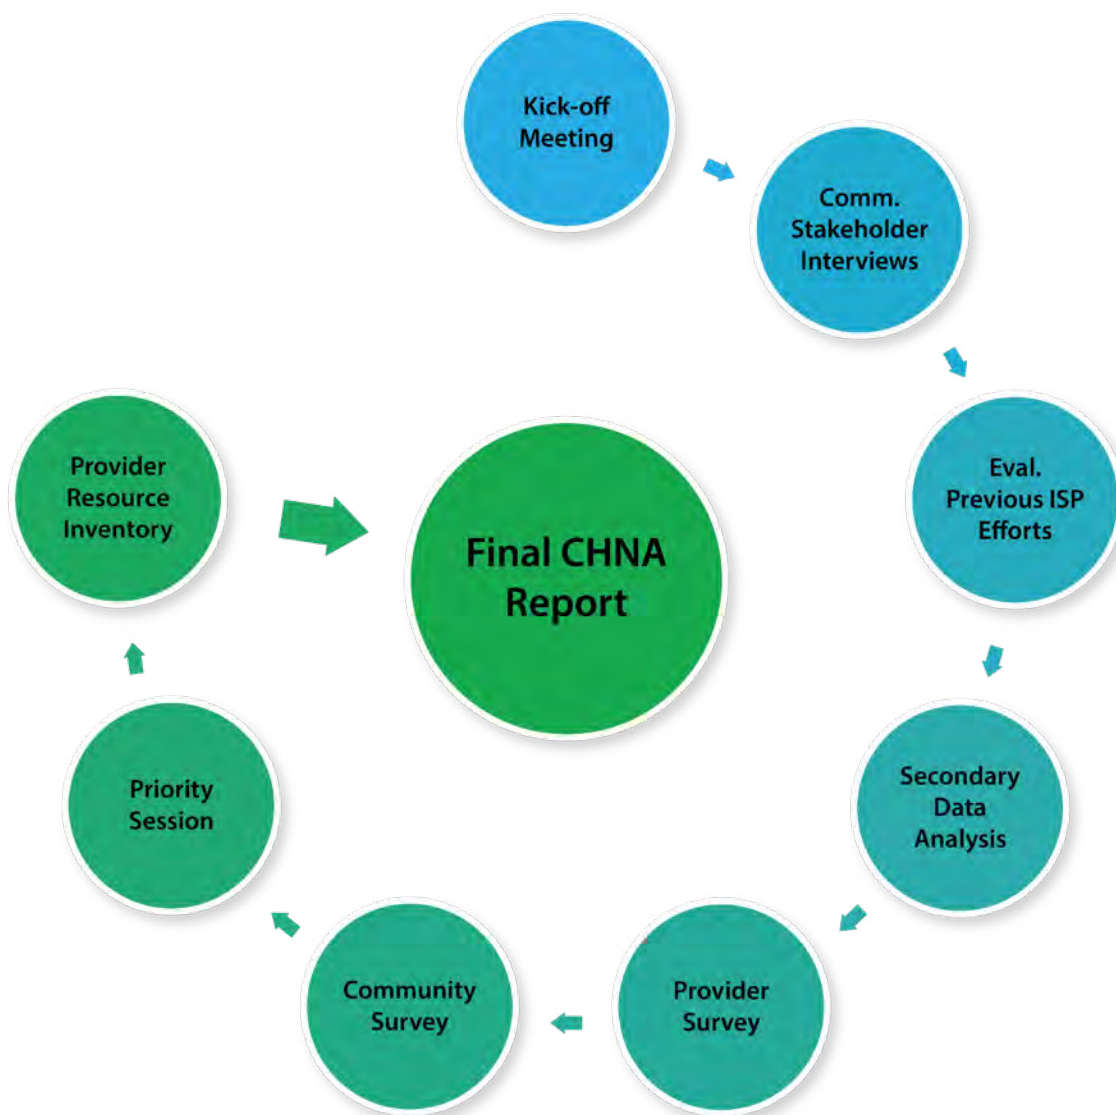 Kick-off
Meeting
Comm.
Stakeholder
Interviews
Eval.
Previous ISP
Efforts
Secondary
Data
Analysis
Provider
Survey
Community
Survey
Priority
Session
Provider
Resource
Inventory
Final CHNA
Report